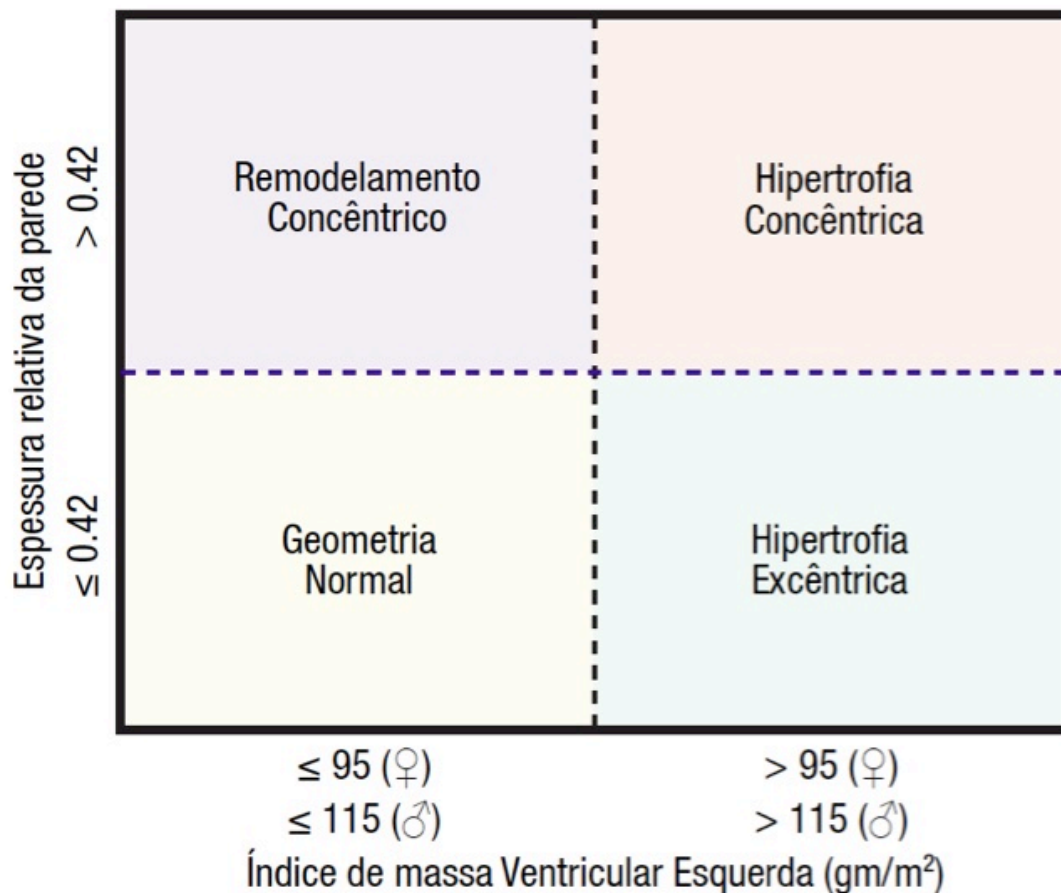 Espessura relativa da parede
> 0.42
≤ 0.42
Remodelamento
Concêntrico
Hipertrofia
Concêntrica
Geometria
Normal
Hipertrofia
Excêntrica
≤ 95 (♀)
> 95 (♀)
≤ 115 (♂)
> 115 (♂)
Índice de massa Ventricular Esquerda (gm/m²)